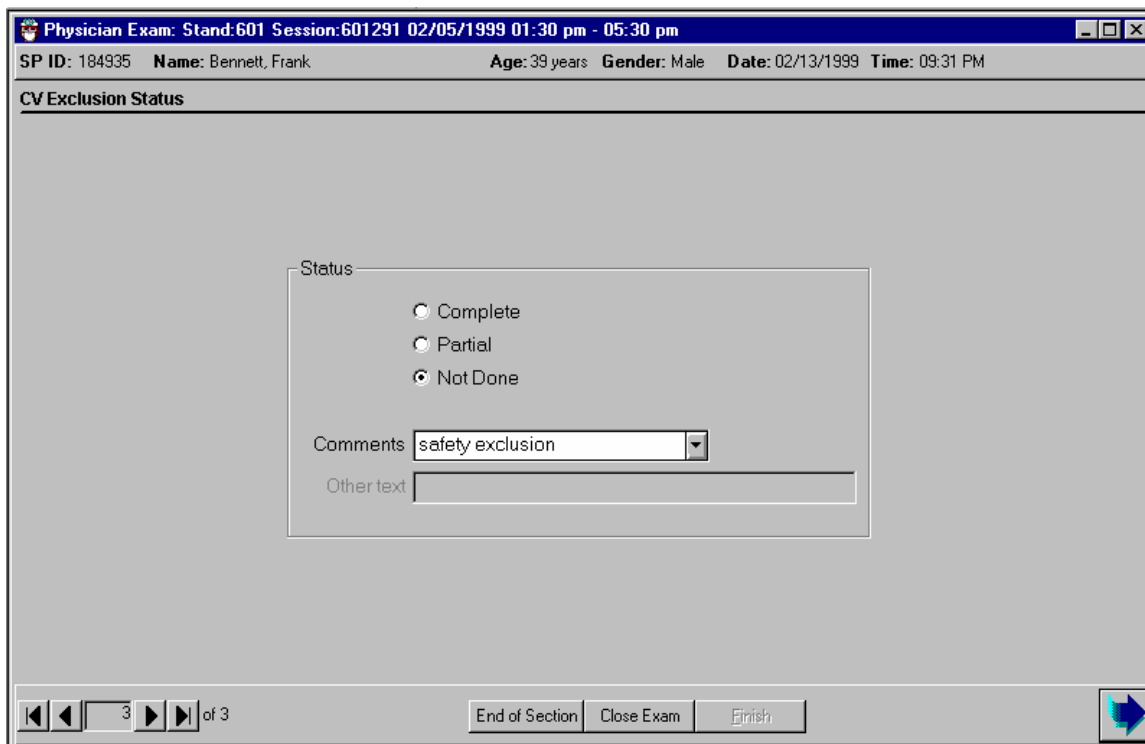 Physician Exam: Stand:601 Session:601291 02/05/1999 01:30 pm - 05:30 pm
SP ID: 184935 Name: Bennett, Frank Age: 39 years Gender: Male Date: 02/13/1999 Time: 09:31 PM
CV Exclusion Status
Status
Complete
Partial
Not Done
Comments safety exclusion
Other text
3 of 3 End of Section Close Exam Finish